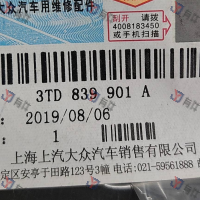 大众汽车用维修配件
刮开 请拨
4008183450
或手机扫描
3TD 839 901 A
: 2019/08/06
: 1
上海上汽大众汽车销售有限公司
定区安亭于田路123号3幢 电话:021-59561888